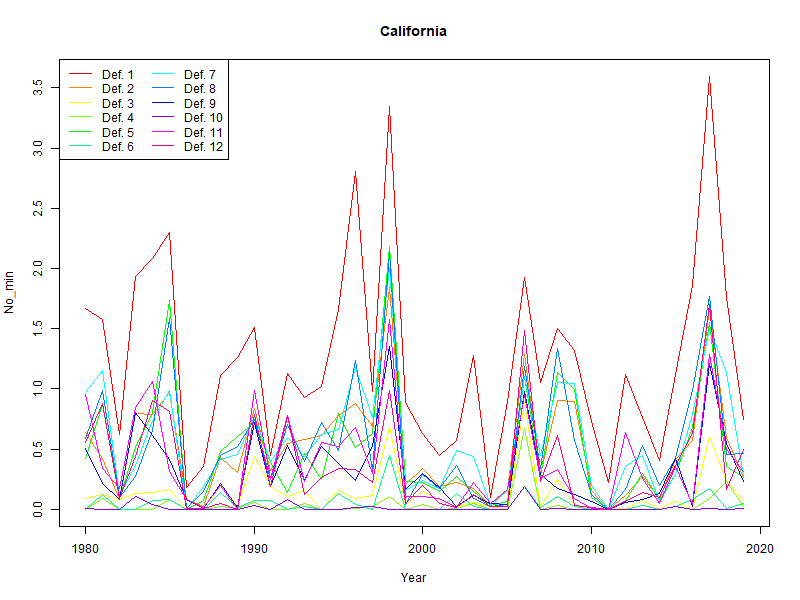 California
Def. 1 Def. 7
Def. 2 Def. 8
Def. 3 Def. 9
Def. 4 Def. 10
Def. 5 Def. 11
Def. 6 Def. 12
No_min
3.5
3.0
2.5
2.0
1.5
1.0
0.5
0.0
1980 1990 2000 2010 2020
Year